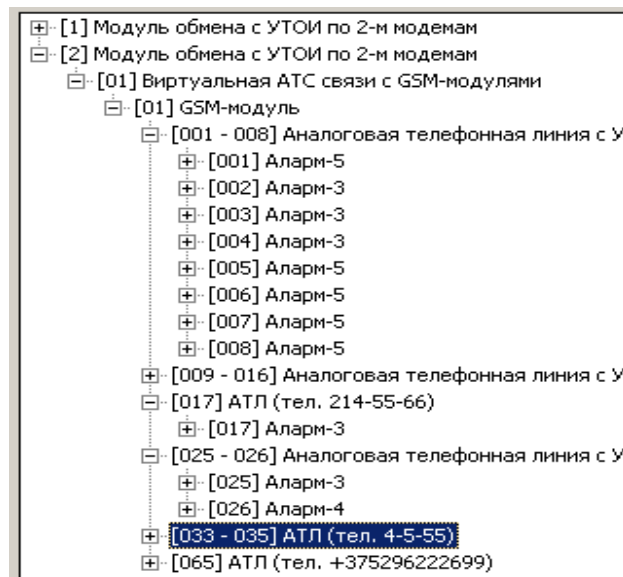 [1] Модуль обмена с УТОИ по 2-м модемам
[2] Модуль обмена с УТОИ по 2-м модемам
[01] Виртуальная АТС связи с GSM-модулями
[01] GSM-модуль
[001 - 008] Аналоговая телефонная линия с У
[001] Аларм-5
[002] Аларм-3
[003] Аларм-3
[004] Аларм-3
[005] Аларм-5
[006] Аларм-5
[007] Аларм-5
[008] Аларм-5
[009 - 016] Аналоговая телефонная линия с У
[017] АТЛ (тел. 214-55-66)
[017] Аларм-3
[025 - 026] Аналоговая телефонная линия с У
[025] Аларм-3
[026] Аларм-4
[033 - 035] АТЛ (тел. 4-5-55)
[065] АТЛ (тел. +375296222699)